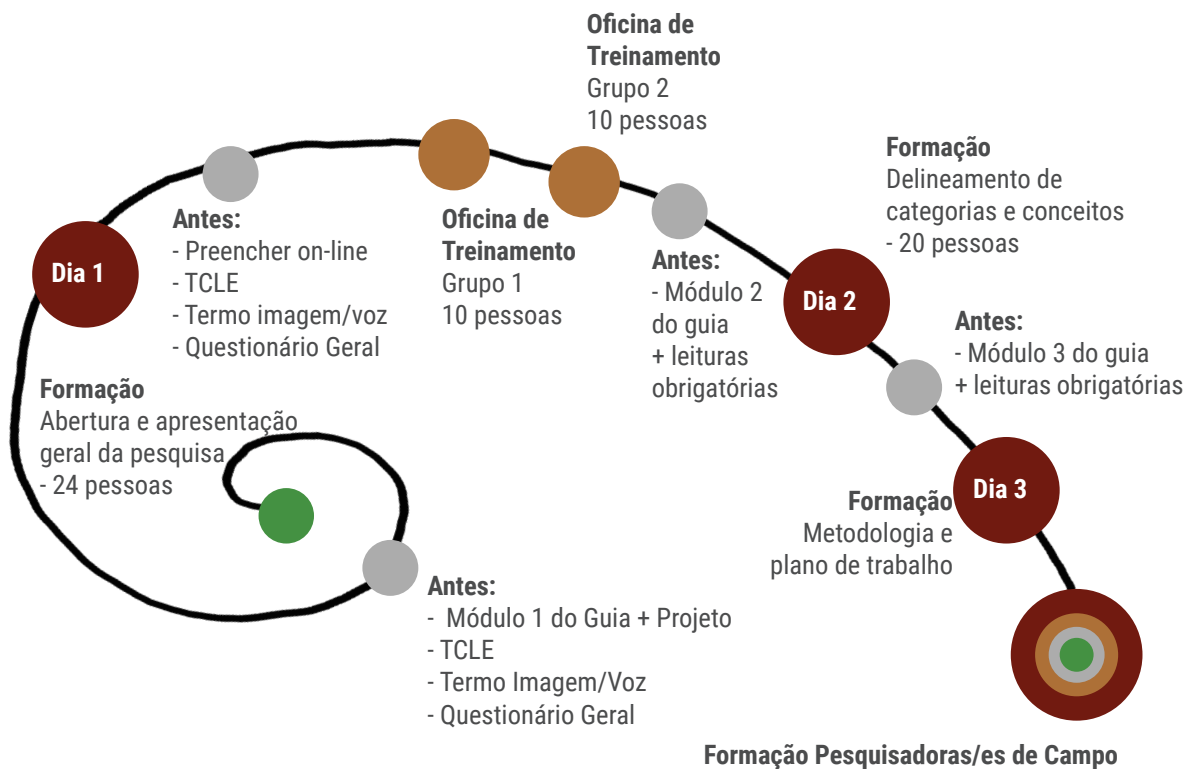 Oficina de
Treinamento
Grupo 2
10 pessoas
Formação
Delineamento de
categorias e conceitos
- 20 pessoas
Antes:
- Preencher on-line
- TCLE
- Termo imagem/voz
- Questionário Geral
Oficina de
Treinamento
Grupo 1
10 pessoas
Dia 1
Antes:
- Módulo 2
do guia
+ leituras
obrigatórias
Dia 2
Antes:
- Módulo 3 do guia
+ leituras obrigatórias
Formação
Abertura e apresentação
geral da pesquisa
- 24 pessoas
Dia 3
Formação
Metodologia e
plano de trabalho
Antes:
- Módulo 1 do Guia + Projeto
- TCLE
- Termo Imagem/Voz
- Questionário Geral
Formação Pesquisadoras/es de Campo